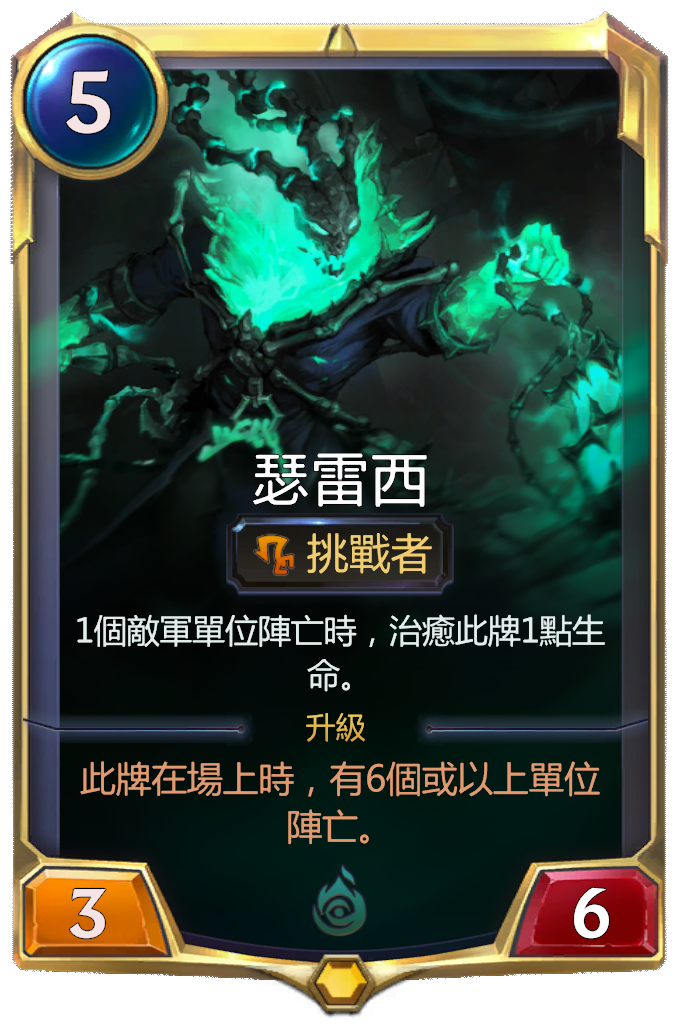 5
瑟雷西
挑戰者
1個敵軍單位陣亡時，治癒此牌1點生
命。
升級
此牌在場上時，有6個或以上單位
陣亡。
3
6